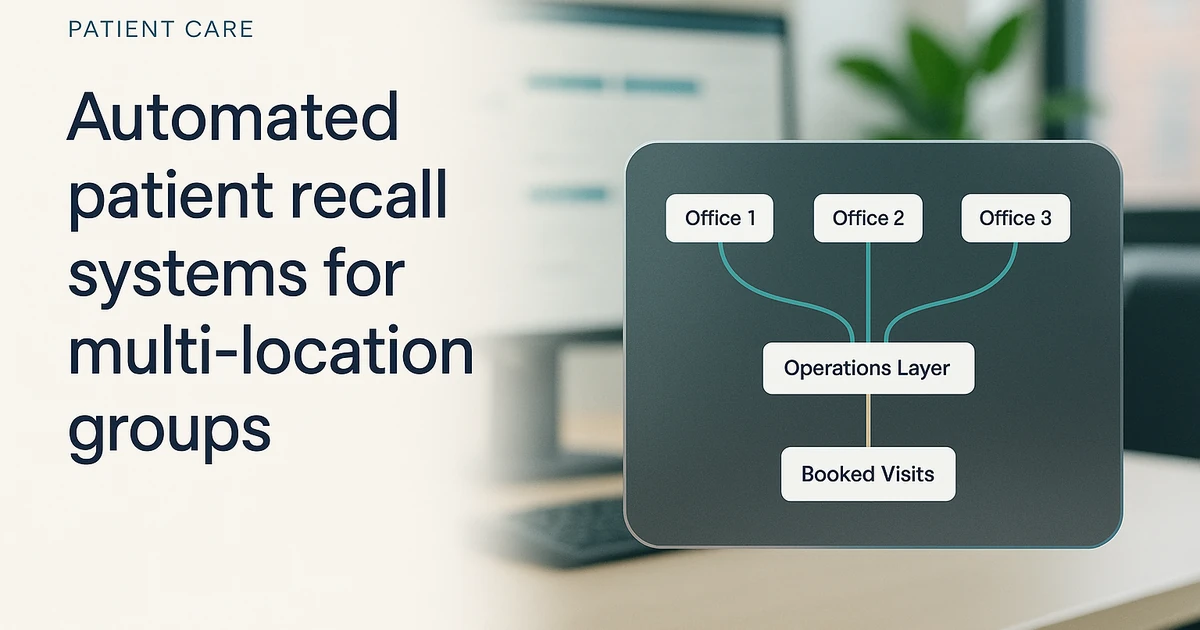 PATIENT CARE
Automated
patient recall
systems for
multi-location
groups
Office 1
Office 2
Office 3
Operations Layer
Booked Visits